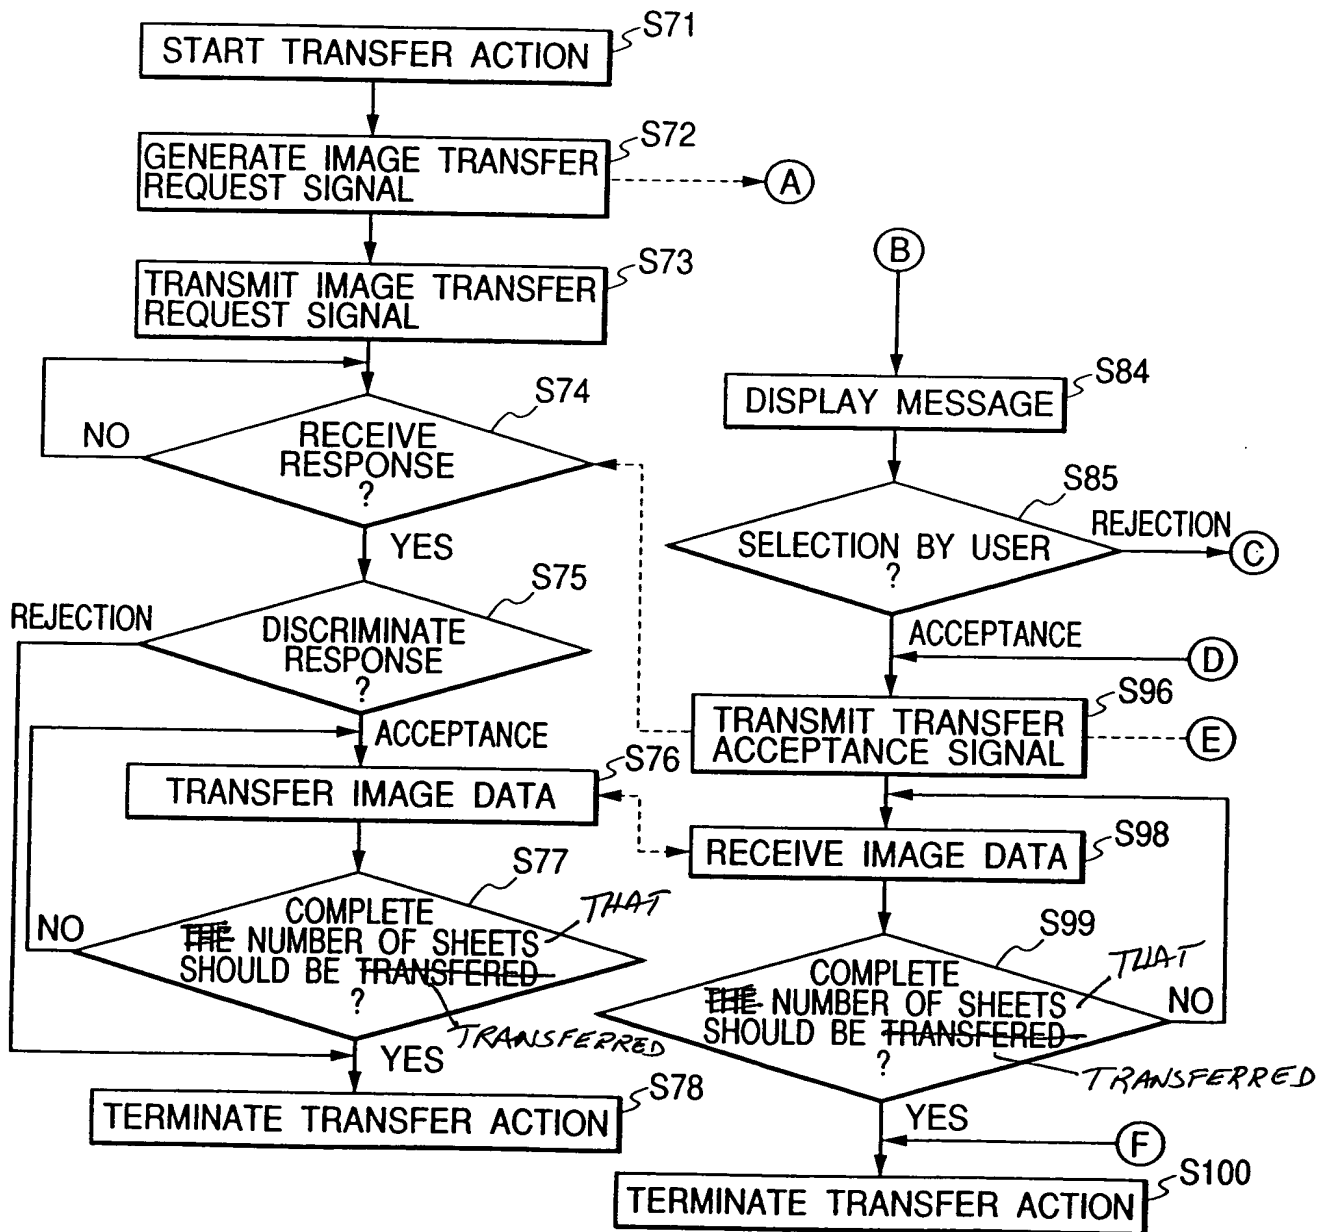 S71
START TRANSFER ACTION
S72
GENERATE IMAGE TRANSFER
REQUEST SIGNAL
A
S73
TRANSMIT IMAGE TRANSFER
REQUEST SIGNAL
S74
RECEIVE
RESPONSE
?
NO
YES
S75
DISCRIMINATE
RESPONSE
?
REJECTION
ACCEPTANCE
S76
TRANSFER IMAGE DATA
S77
COMPLETE
THE NUMBER OF SHEETS THAT
SHOULD BE TRANSFERED
?
TRANSFERRED
NO
YES
S78
TERMINATE TRANSFER ACTION
B
S84
DISPLAY MESSAGE
S85
SELECTION BY USER
?
REJECTION
C
ACCEPTANCE
D
S96
TRANSMIT TRANSFER
ACCEPTANCE SIGNAL
E
S98
RECEIVE IMAGE DATA
S99
COMPLETE
THE NUMBER OF SHEETS THAT
SHOULD BE TRANSFERED
?
TRANSFERRED
NO
YES
F
S100
TERMINATE TRANSFER ACTION